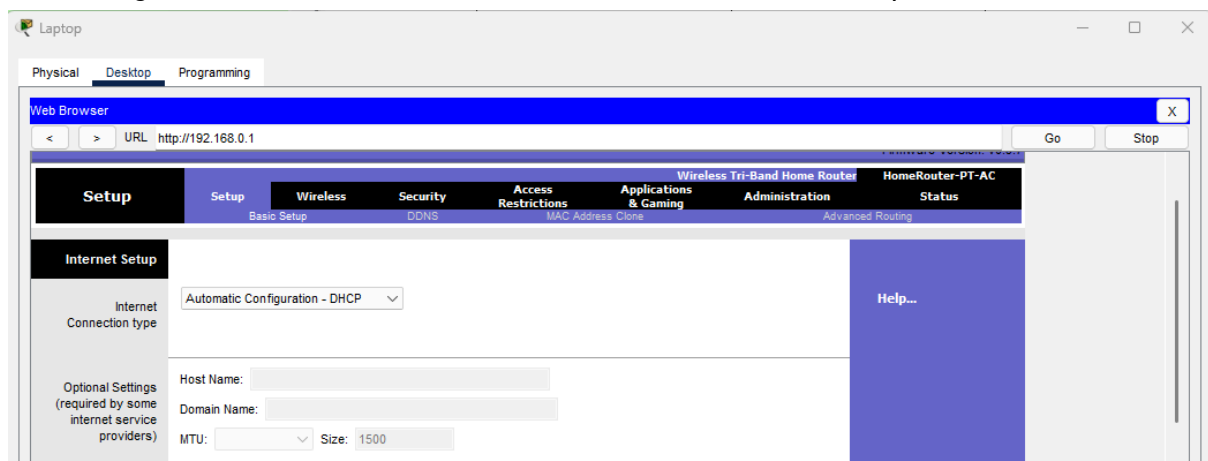 Laptop
Physical Desktop Programming
Web Browser X
< > URL http://192.168.0.1 Go Stop
Wireless Tri-Band Home Router HomeRouter-PT-AC
Setup Setup Wireless Security Access Restrictions Applications & Gaming Administration Status
Basic Setup DDNS MAC Address Clone Advanced Routing
Internet Setup
Internet Connection type Automatic Configuration - DHCP Help...
Optional Settings (required by some internet service providers)
Host Name:
Domain Name:
MTU: Size: 1500